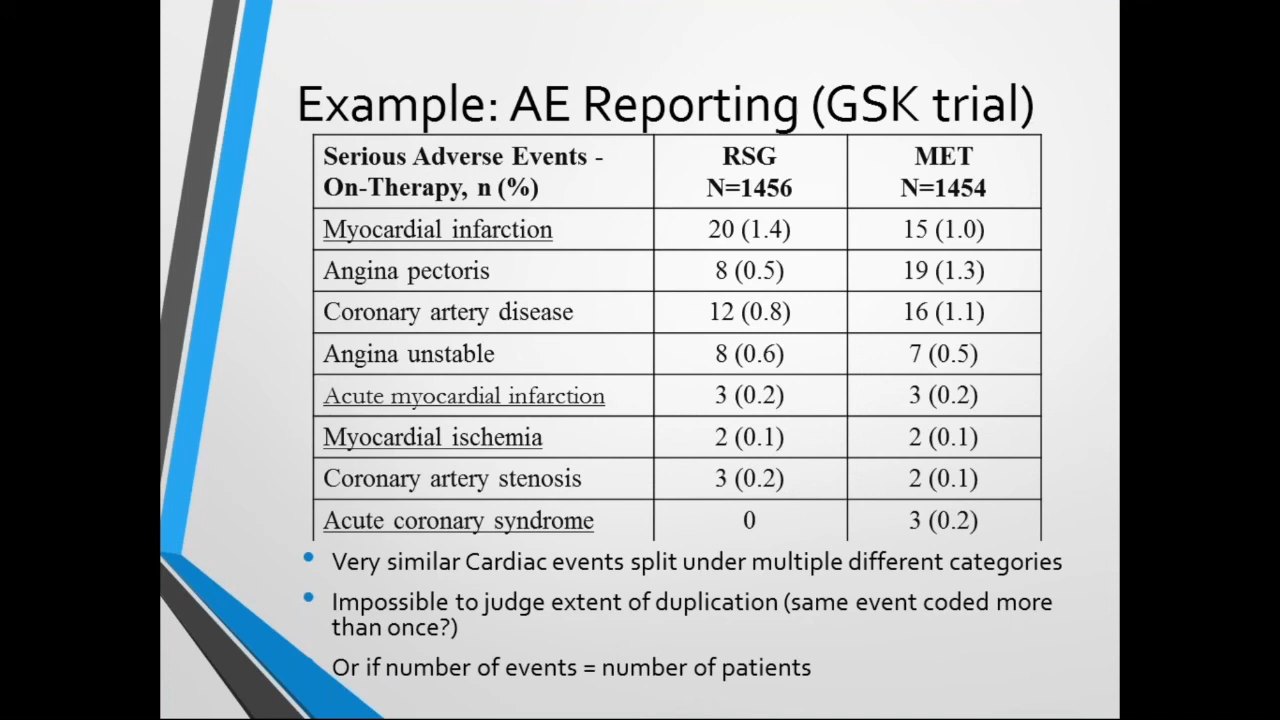 Example: AE Reporting (GSK trial)
Serious Adverse Events - RSG MET
On-Therapy, n (%) N=1456 N=1454
Myocardial infarction 20 (1.4) 15 (1.0)
Angina pectoris 8 (0.5) 19 (1.3)
Coronary artery disease 12 (0.8) 16 (1.1)
Angina unstable 8 (0.6) 7 (0.5)
Acute myocardial infarction 3 (0.2) 3 (0.2)
Myocardial ischemia 2 (0.1) 2 (0.1)
Coronary artery stenosis 3 (0.2) 2 (0.1)
Acute coronary syndrome 0 3 (0.2)
• Very similar Cardiac events split under multiple different categories
• Impossible to judge extent of duplication (same event coded more
than once?)
Or if number of events = number of patients